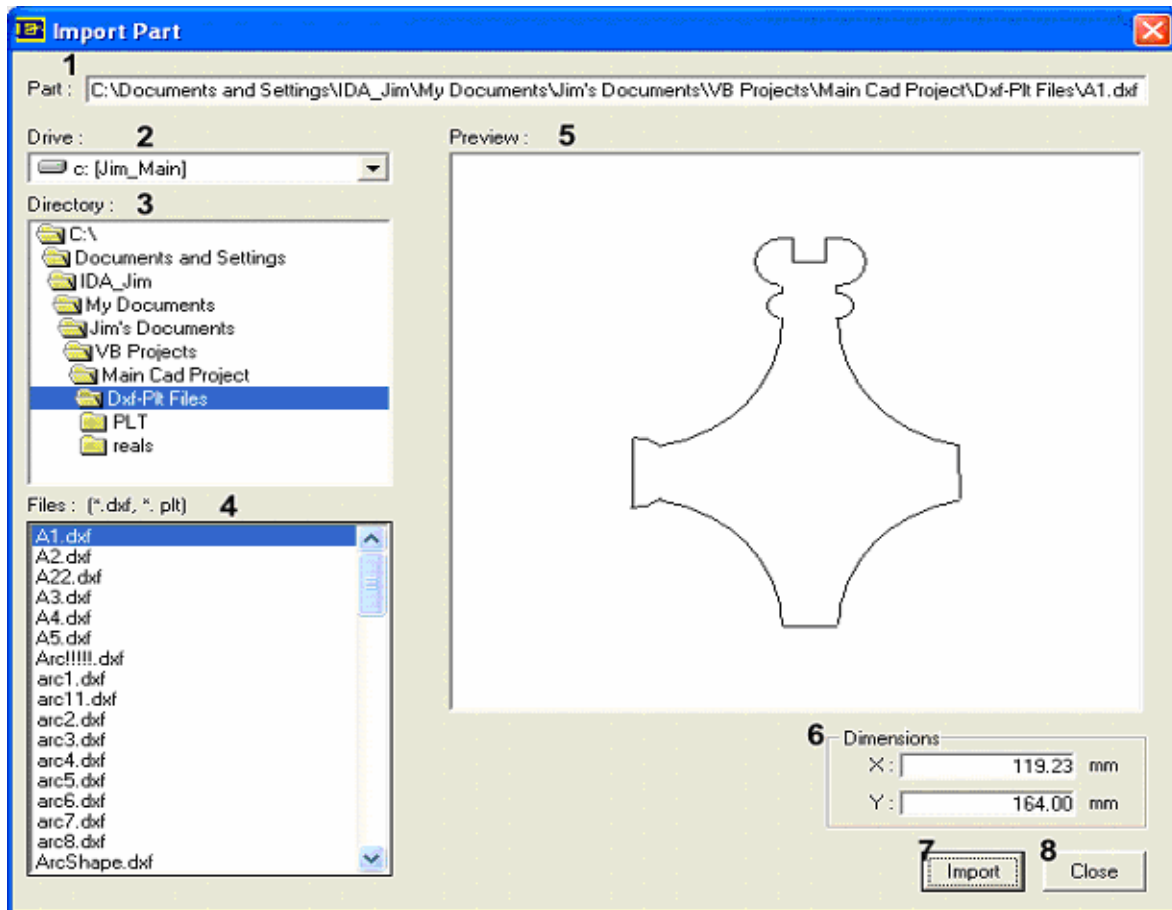 Import Part
1
Part : C:\Documents and Settings\IDA_Jim\My Documents\Jim's Documents\VB Projects\Main Cad Project\Dxf-Plt Files\A1.dxf
Drive : 2
c: [Jim_Main]
Directory : 3
C:\
Documents and Settings
IDA_Jim
My Documents
Jim's Documents
VB Projects
Main Cad Project
Dxf-Plt Files
PLT
reals
Files : (*.dxf, *. plt) 4
A1.dxf
A2.dxf
A22.dxf
A3.dxf
A4.dxf
A5.dxf
Arc!!!!!.dxf
arc1.dxf
arc11.dxf
arc2.dxf
arc3.dxf
arc4.dxf
arc5.dxf
arc6.dxf
arc7.dxf
arc8.dxf
ArcShape.dxf
Preview : 5
6 Dimensions
X : 119.23 mm
Y : 164.00 mm
7 Import
8 Close